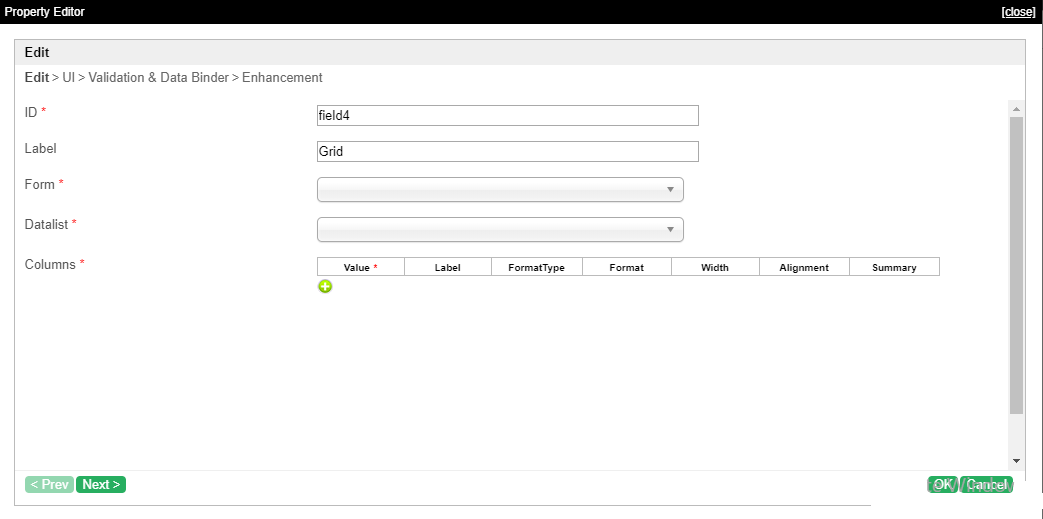 Property Editor [close]
Edit
Edit > UI > Validation & Data Binder > Enhancement
ID * field4
Label Grid
Form *
Datalist *
Columns * Value * Label FormatType Format Width Alignment Summary
< Prev Next > OK Cancel